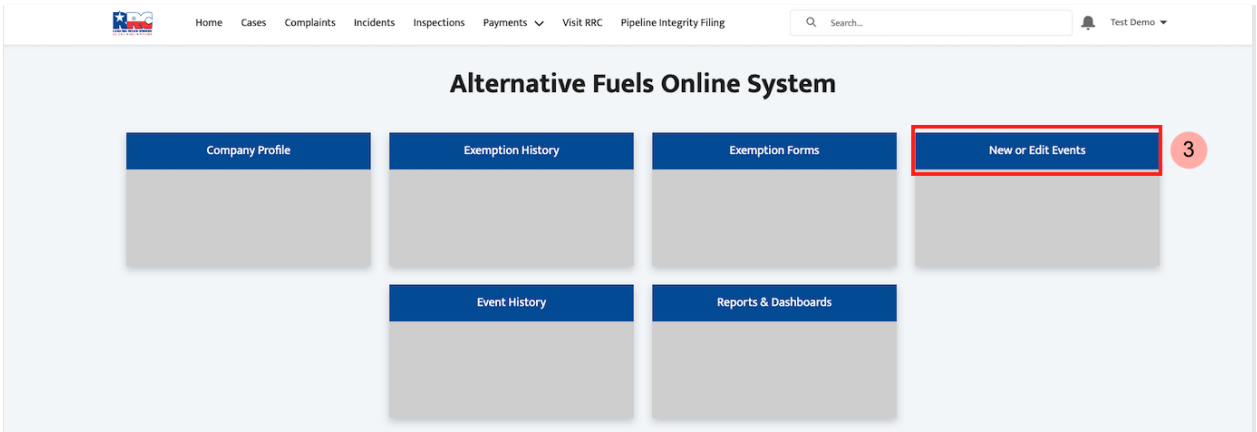 RRC
Home Cases Complaints Incidents Inspections Payments Visit RRC Pipeline Integrity Filing Search... Test Demo
Alternative Fuels Online System
Company Profile Exemption History Exemption Forms New or Edit Events 3
Event History Reports & Dashboards